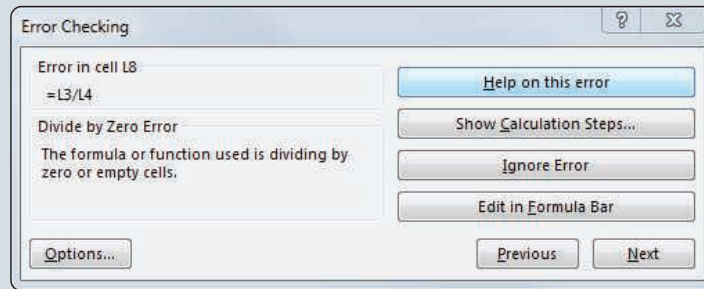 Error Checking
Error in cell L8
=L3/L4
Divide by Zero Error
The formula or function used is dividing by
zero or empty cells.
Help on this error
Show Calculation Steps...
Ignore Error
Edit in Formula Bar
Options...
Previous
Next